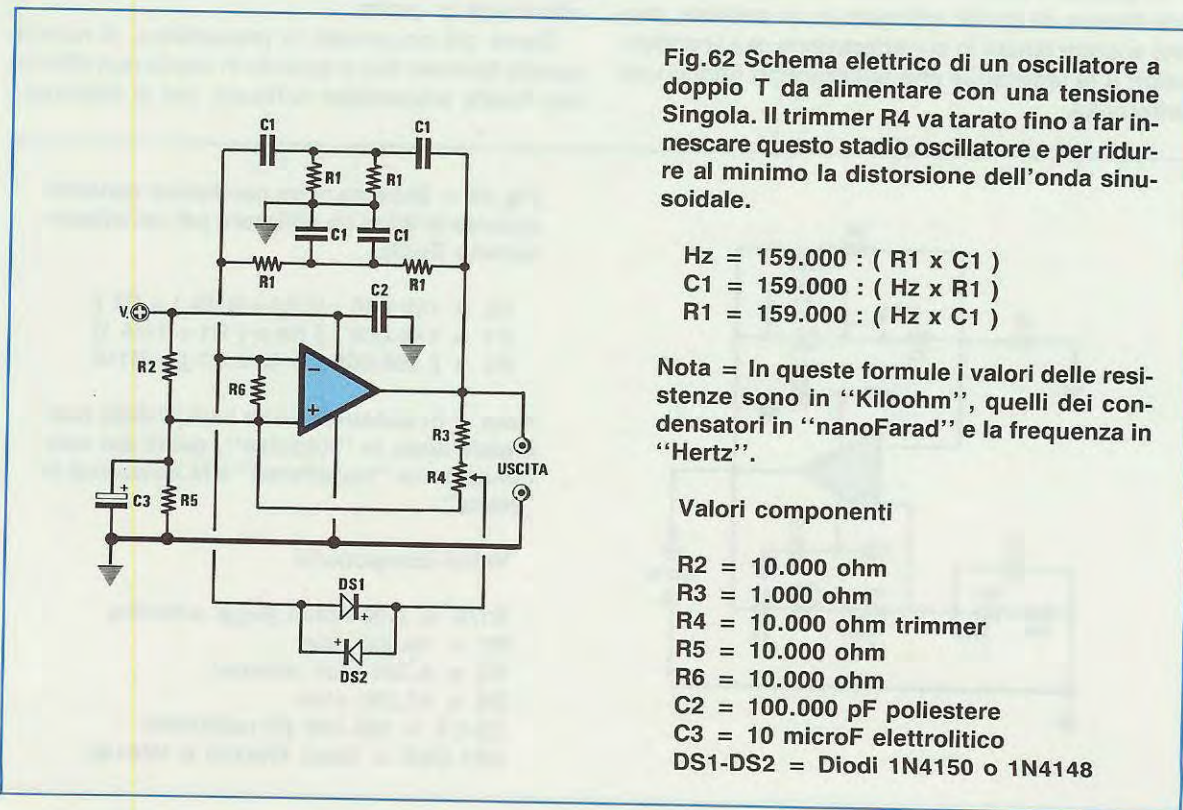 Fig.62 Schema elettrico di un oscillatore a
doppio T da alimentare con una tensione
Singola. Il trimmer R4 va tarato fino a far in-
nescare questo stadio oscillatore e per ridur-
re al minimo la distorsione dell'onda sinu-
soidale.
Hz = 159.000 : ( R1 x C1 )
C1 = 159.000 : ( Hz x R1 )
R1 = 159.000 : ( Hz x C1 )
Nota = In queste formule i valori delle resi-
stenze sono in "Kiloohm", quelli dei con-
densatori in "nanoFarad" e la frequenza in
"Hertz".
Valori componenti
R2 = 10.000 ohm
R3 = 1.000 ohm
R4 = 10.000 ohm trimmer
R5 = 10.000 ohm
R6 = 10.000 ohm
C2 = 100.000 pF poliestere
C3 = 10 microF elettrolitico
DS1-DS2 = Diodi 1N4150 o 1N4148
C1
C1
R1
R1
C1
C1
R1
R1
C2
V.
R2
R6
R3
R4
USCITA
C3
R5
DS1
DS2